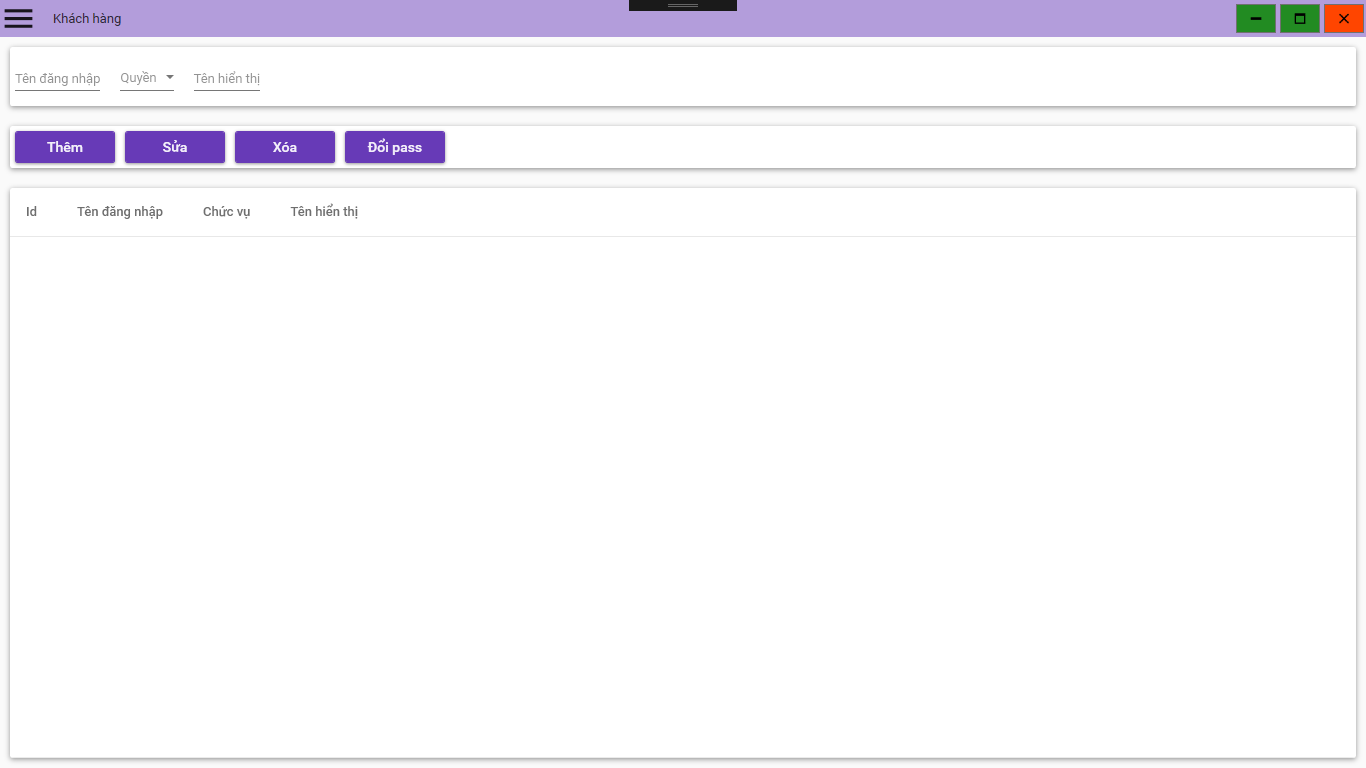 Khách hàng
Tên đăng nhập Quyền Tên hiển thị
Thêm Sửa Xóa Đổi pass
Id Tên đăng nhập Chức vụ Tên hiển thị